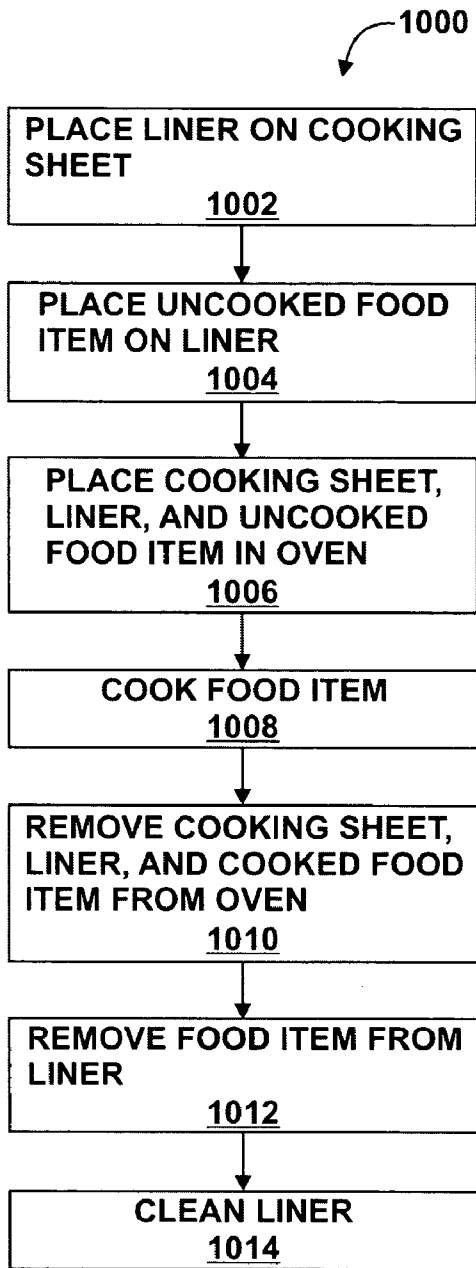 1000
PLACE LINER ON COOKING
SHEET
1002
PLACE UNCOOKED FOOD
ITEM ON LINER
1004
PLACE COOKING SHEET,
LINER, AND UNCOOKED
FOOD ITEM IN OVEN
1006
COOK FOOD ITEM
1008
REMOVE COOKING SHEET,
LINER, AND COOKED FOOD
ITEM FROM OVEN
1010
REMOVE FOOD ITEM FROM
LINER
1012
CLEAN LINER
1014